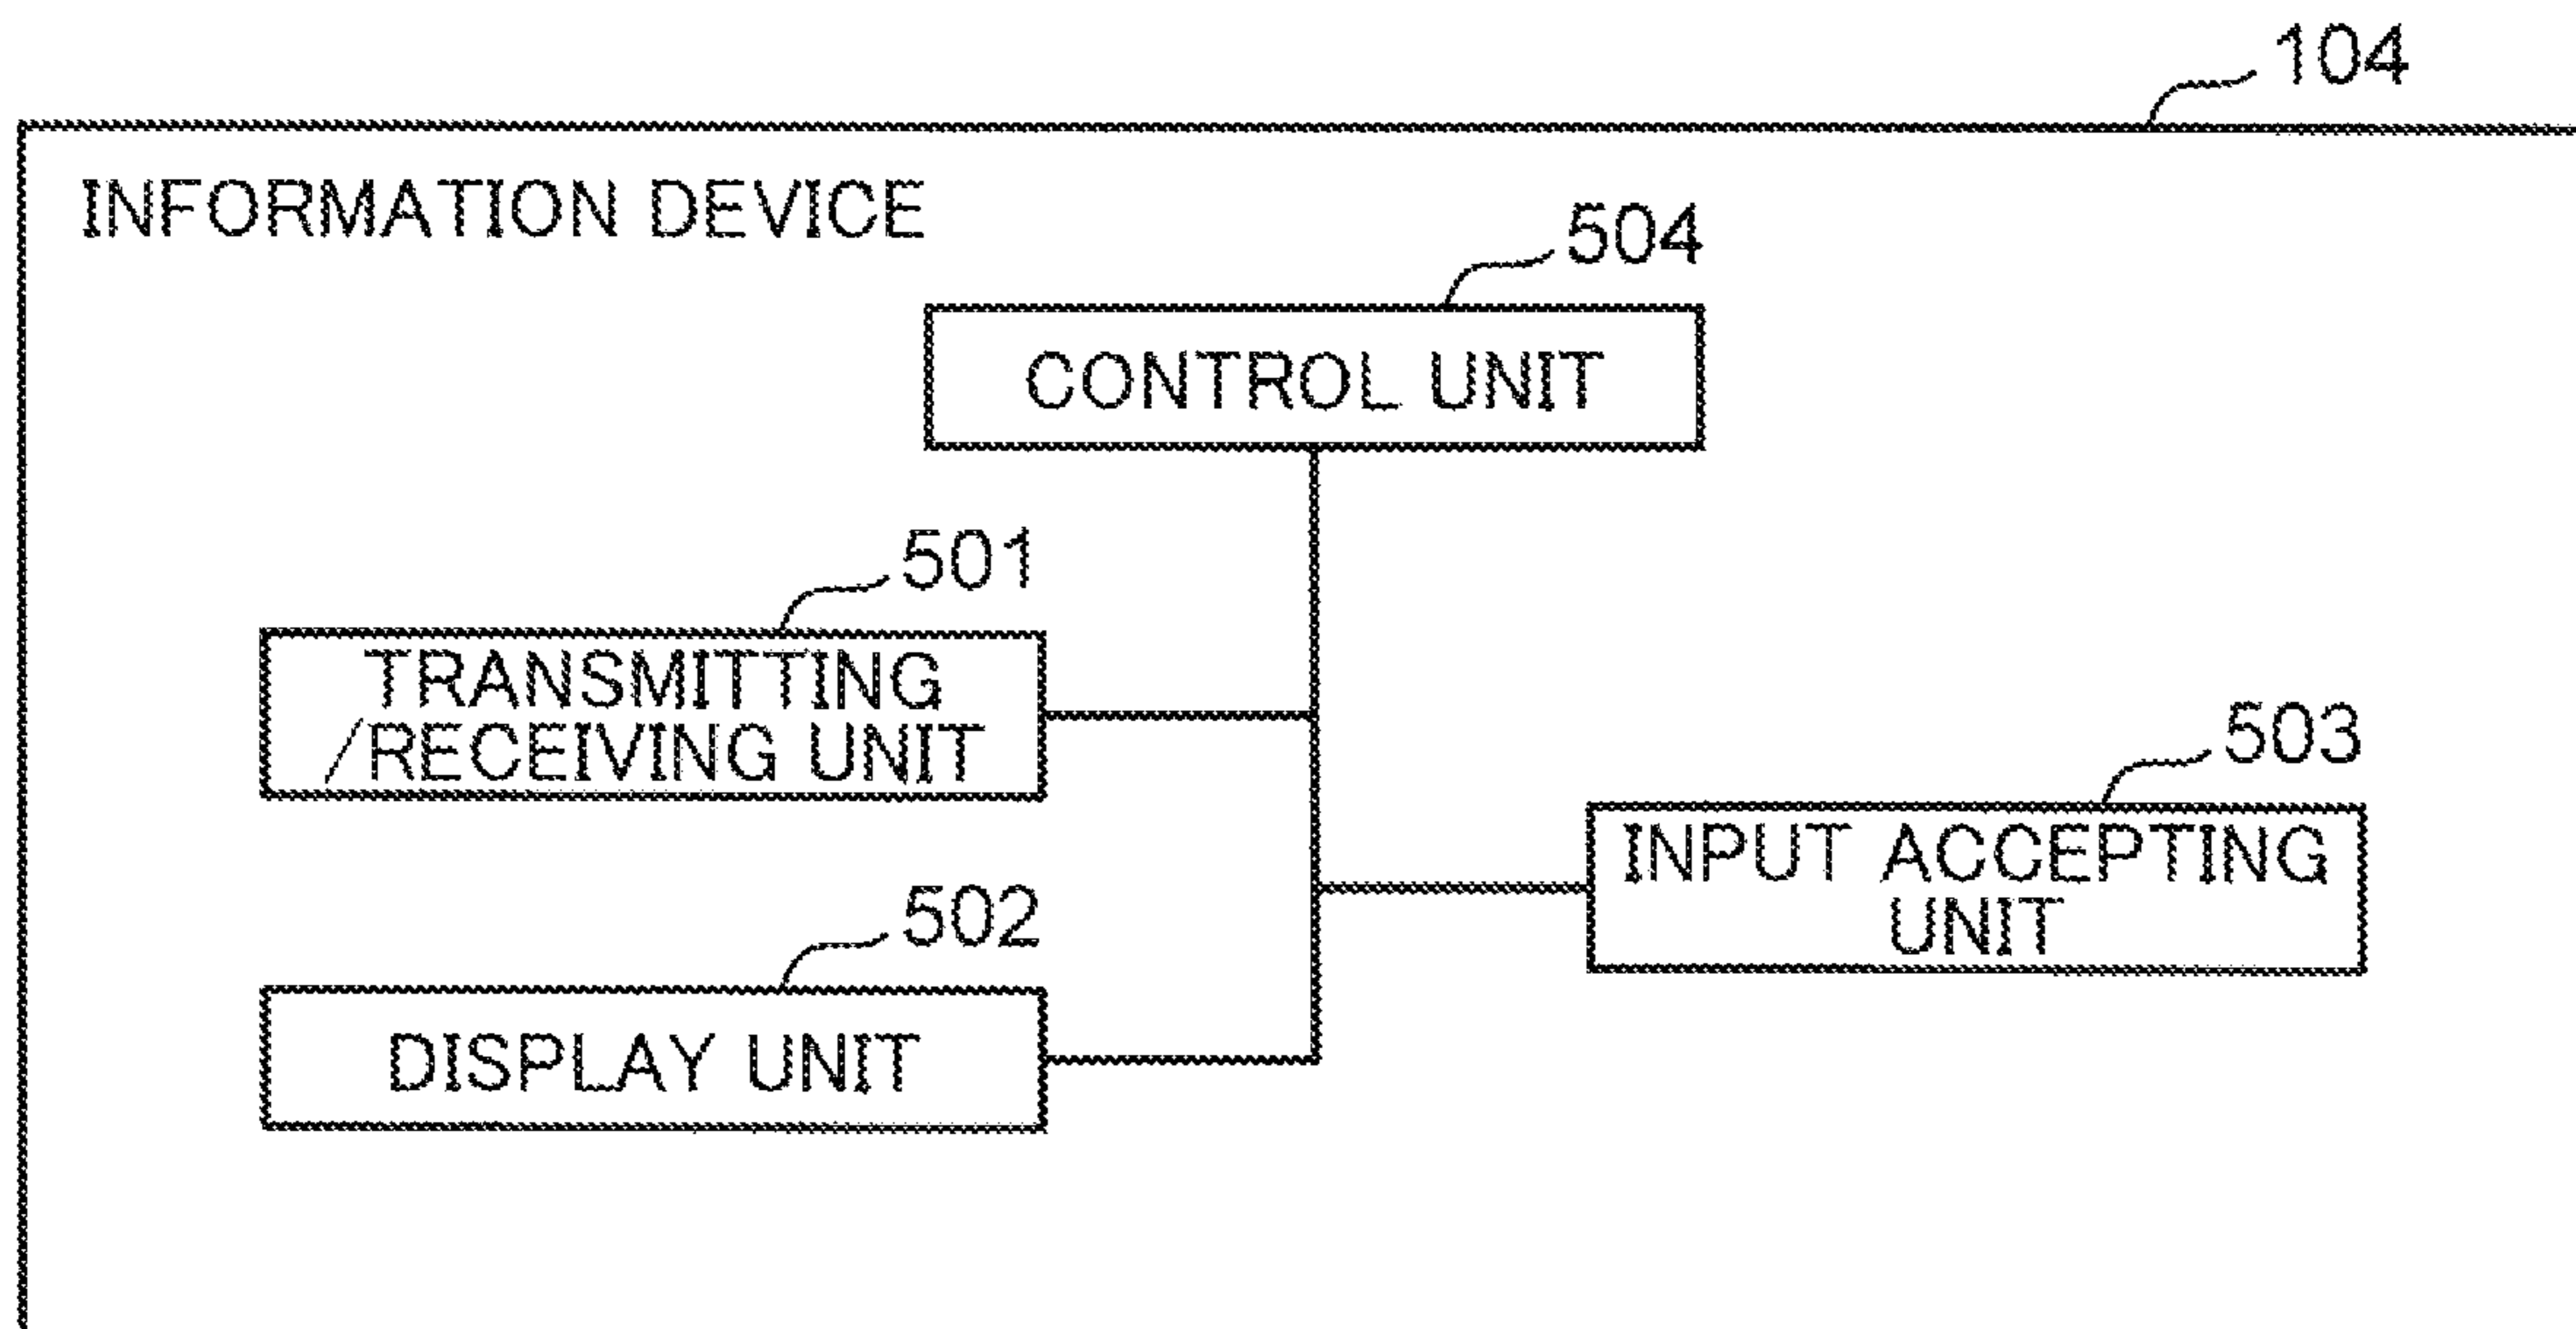 104
INFORMATION DEVICE
504
CONTROL UNIT
501
TRANSMITTING
/RECEIVING UNIT
503
INPUT ACCEPTING
UNIT
502
DISPLAY UNIT